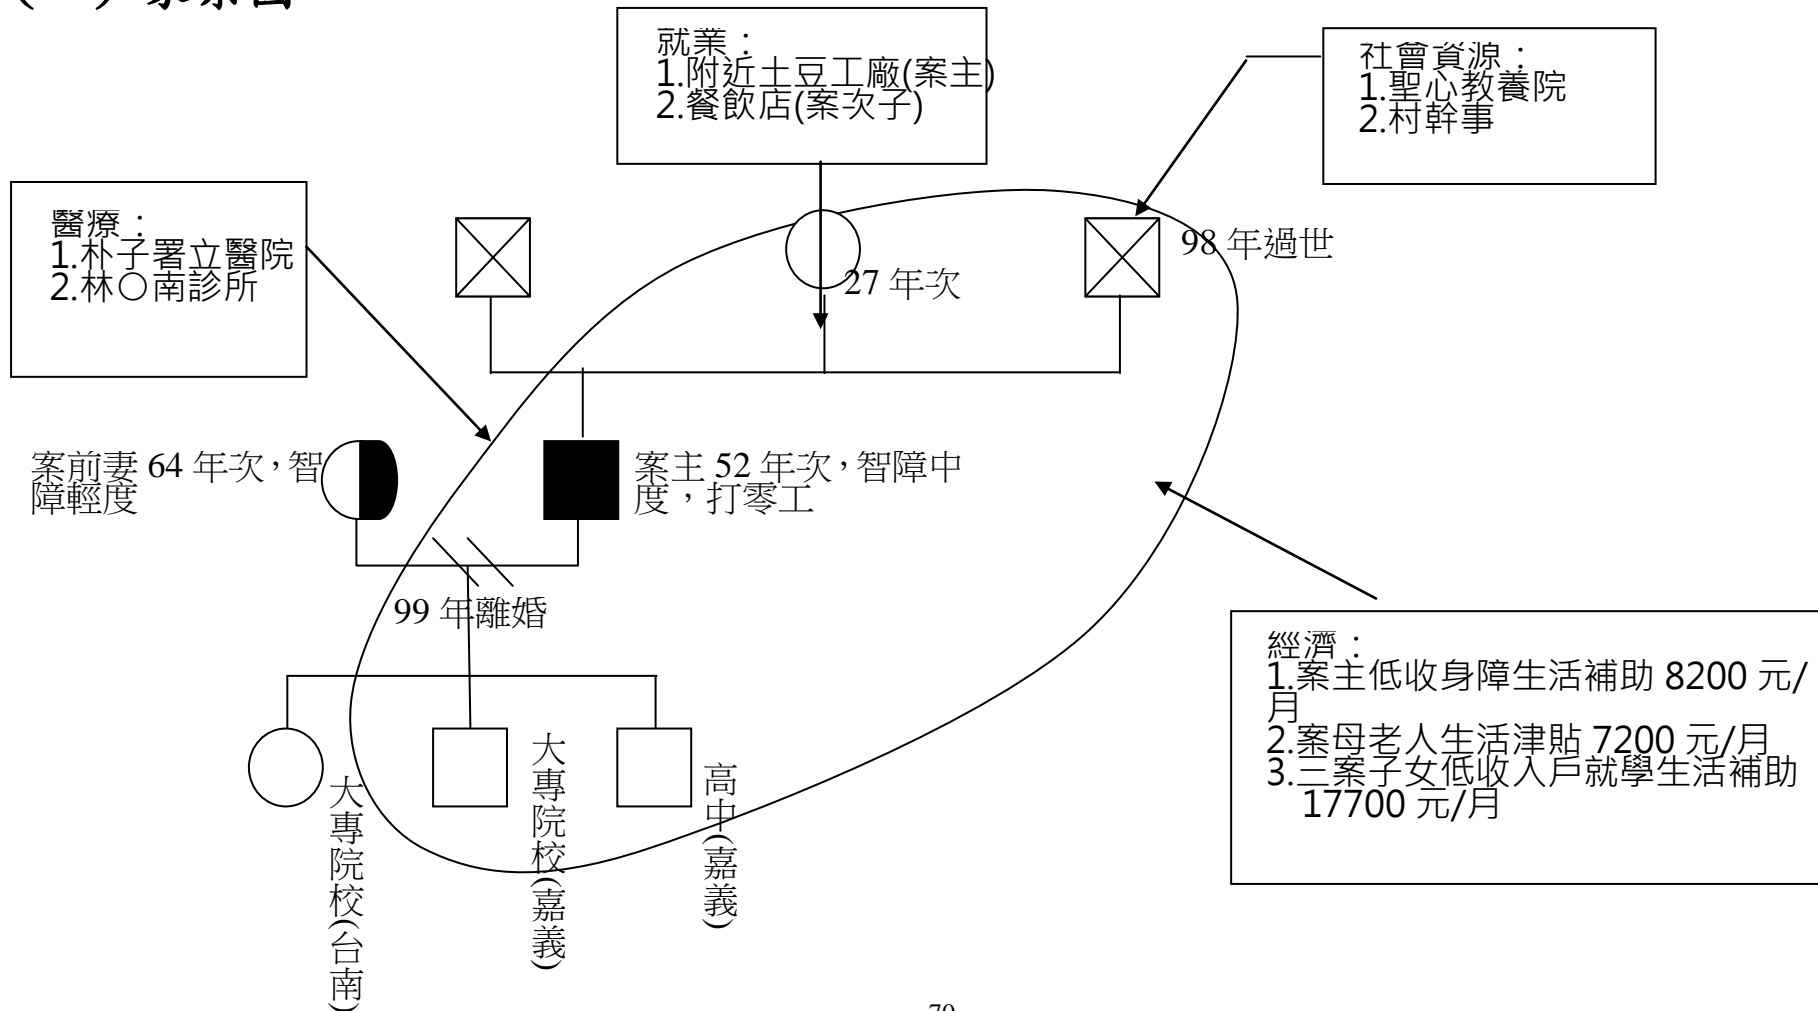 就業：
1.附近土豆工廠(案主)
2.餐飲店(案次子)
社會資源：
1.聖心教養院
2.村幹事
醫療：
1.朴子署立醫院
2.林○南診所
98 年過世
27 年次
案前妻 64 年次，智
障輕度
案主 52 年次，智障中
度，打零工
99 年離婚
經濟：
1.案主低收身障生活補助 8200 元/
月
2.案母老人生活津貼 7200 元/月
3.三案子女低收入戶就學生活補助
17700 元/月
大專院校(台南)
大專院校(嘉義)
高中(嘉義)